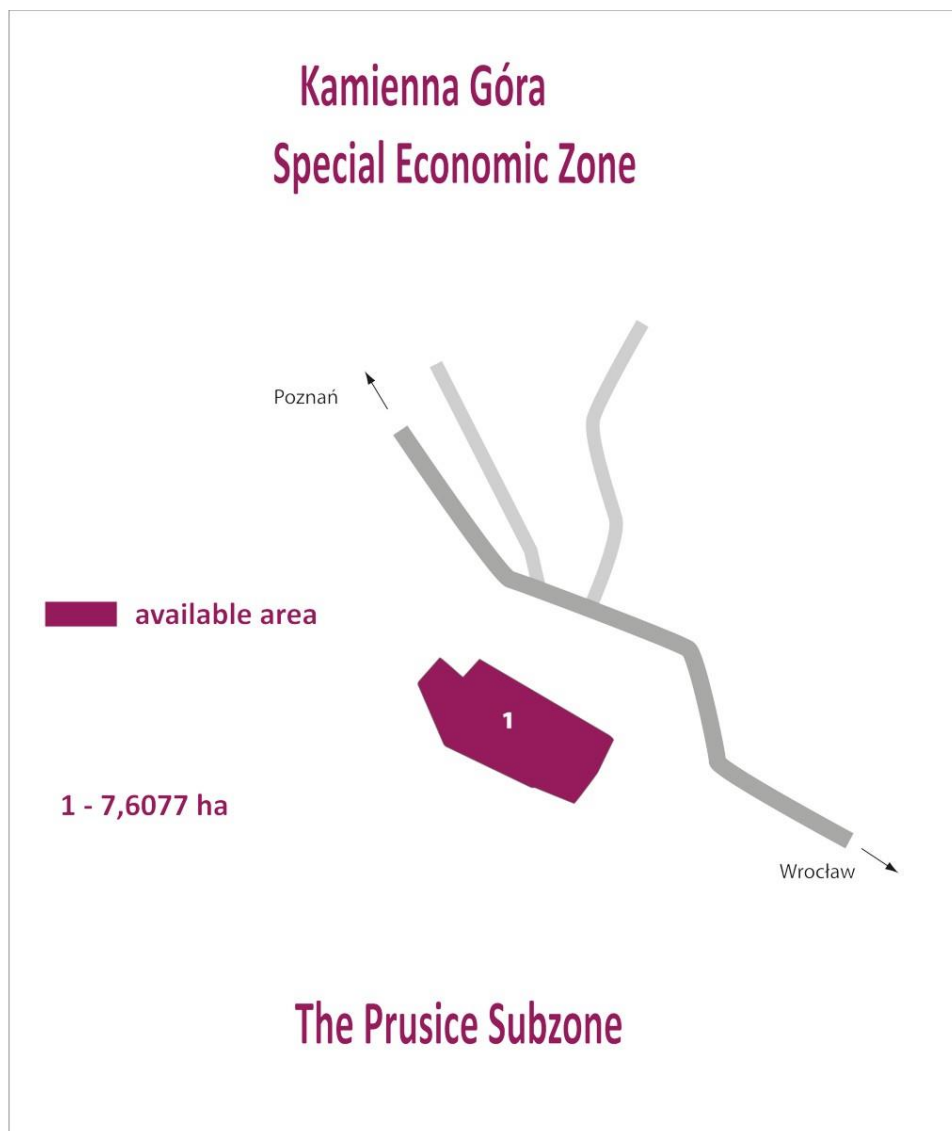 Kamienna Góra
Special Economic Zone
Poznań
available area
1
1 - 7,6077 ha
Wrocław
The Prusice Subzone